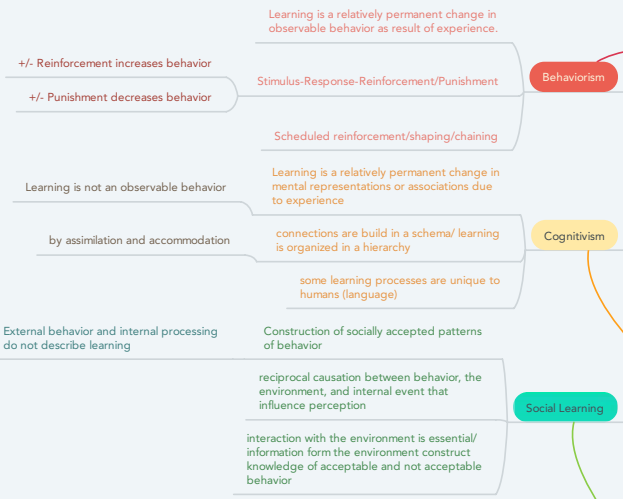 Learning is a relatively permanent change in
observable behavior as result of experience.
+/- Reinforcement increases behavior
Stimulus-Response-Reinforcement/Punishment
Behaviorism
+/- Punishment decreases behavior
Scheduled reinforcement/shaping/chaining
Learning is a relatively permanent change in
mental representations or associations due
to experience
Learning is not an observable behavior
connections are build in a schema/ learning
is organized in a hierarchy
Cognitivism
by assimilation and accommodation
some learning processes are unique to
humans (language)
External behavior and internal processing
do not describe learning
Construction of socially accepted patterns
of behavior
reciprocal causation between behavior, the
environment, and internal event that
influence perception
Social Learning
interaction with the environment is essential/
information form the environment construct
knowledge of acceptable and not acceptable
behavior